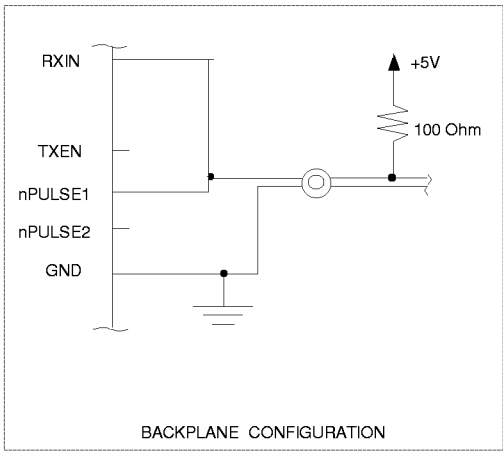 RXIN
+5V
100 Ohm
TXEN
nPULSE1
nPULSE2
GND
BACKPLANE CONFIGURATION